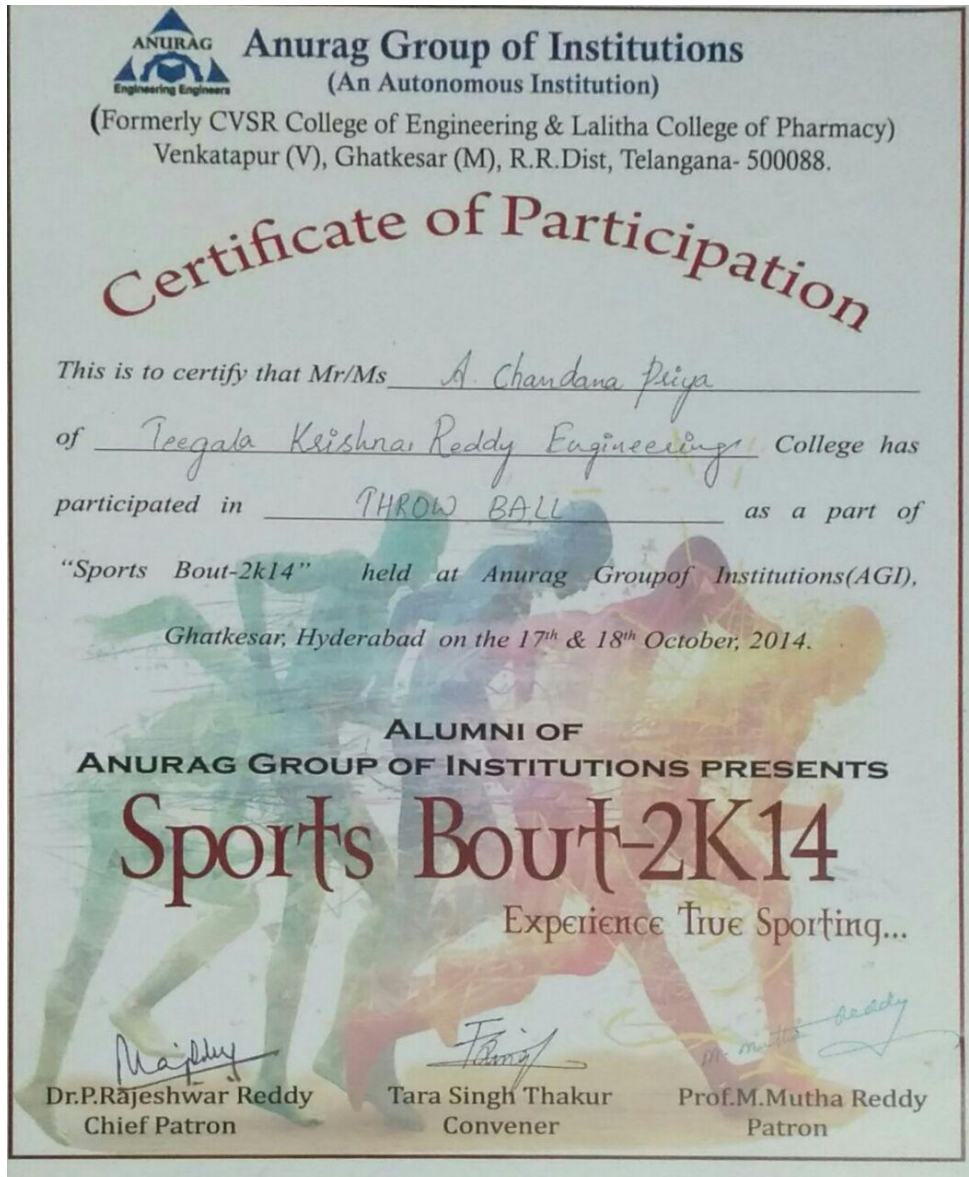 ANURAG
Engineering Engineers
Anurag Group of Institutions
(An Autonomous Institution)
(Formerly CVSR College of Engineering & Lalitha College of Pharmacy)
Venkatapur (V), Ghatkesar (M), R.R.Dist, Telangana- 500088.
Certificate of Participation
This is to certify that Mr/Ms A. Chandana Priya
of Teegala Krishna Reddy Engineering College has
participated in THROW BALL as a part of
“Sports Bout-2k14” held at Anurag Groupof Institutions(AGI),
Ghatkesar, Hyderabad on the 17th & 18th October, 2014.
ALUMNI OF
ANURAG GROUP OF INSTITUTIONS PRESENTS
Sports Bout-2K14
Experience True Sporting...
M. Mutha Reddy
Dr.P.Rajeshwar Reddy Tara Singh Thakur Prof.M.Mutha Reddy
Chief Patron Convener Patron